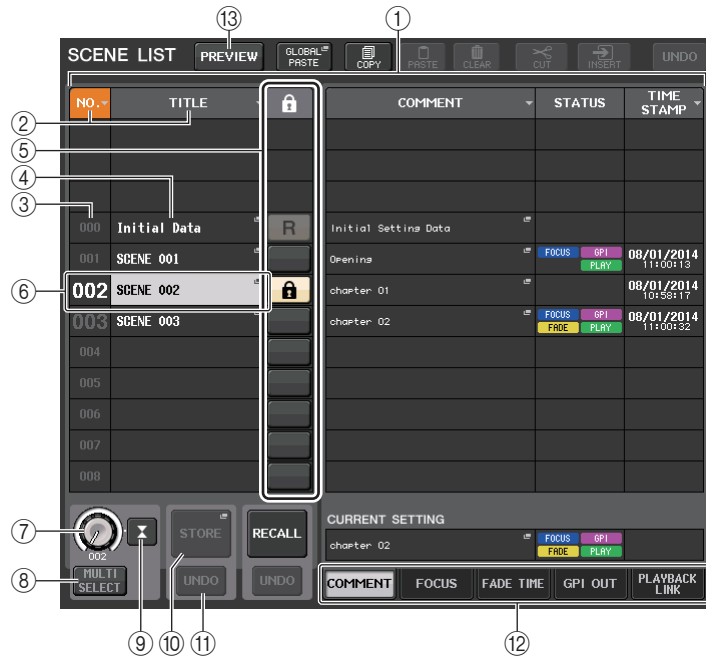 ⑬ ①
SCENE LIST PREVIEW GLOBAL PASTE COPY PASTE CLEAR CUT INSERT UNDO
NO. TITLE COMMENT STATUS TIME STAMP
②
⑤
④
③
000 Initial Data R Initial Setting Data
001 SCENE 001 Opening FOCUS GPI PLAY 08/01/2014 11:00:13
⑥ 002 SCENE 002 chapter 01 08/01/2014 10:58:17
003 SCENE 003 chapter 02 FOCUS GPI FADE PLAY 08/01/2014 11:00:32
004
005
006
007
008
CURRENT SETTING
⑦ 002 STORE RECALL chapter 02 FOCUS GPI FADE PLAY
⑧ MULTI SELECT UNDO UNDO COMMENT FOCUS FADE TIME GPI OUT PLAYBACK LINK
⑨ ⑩ ⑪ ⑫